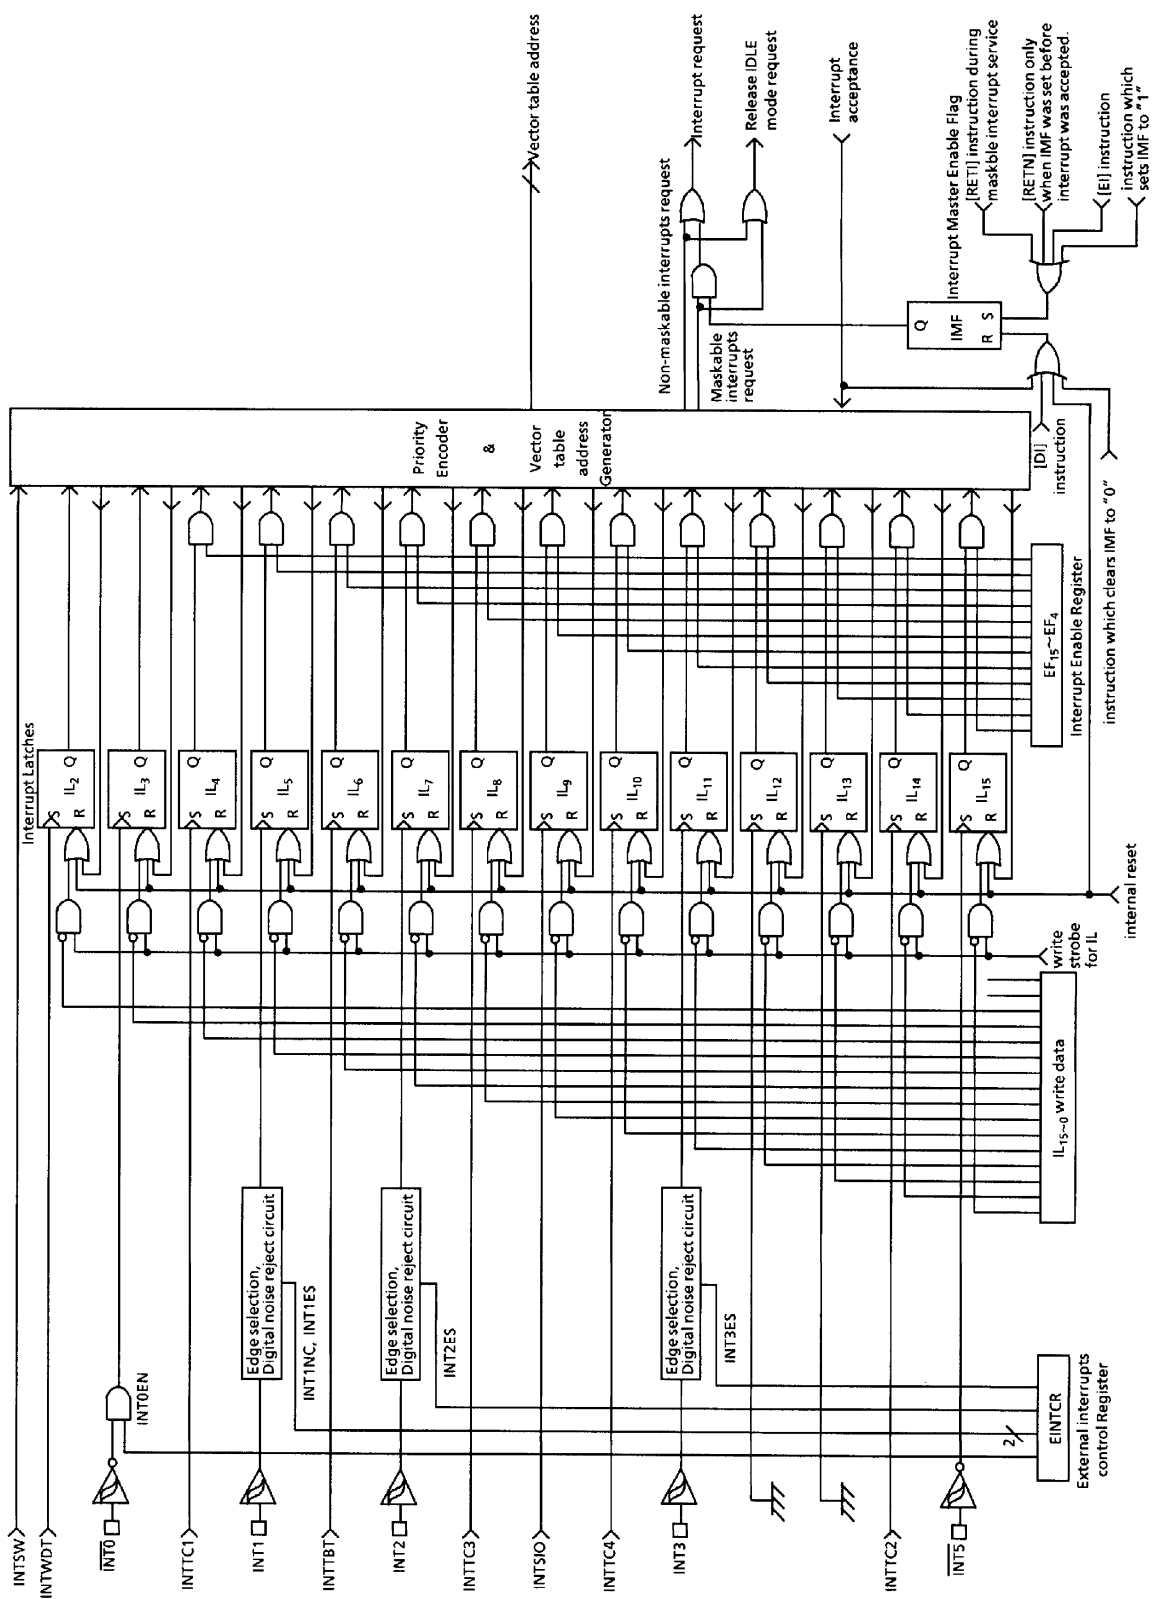 INTSW
INTWDT
INT0
INTTC1
INT1
INTTBT
INT2
INTTC3
INTSIO
INTTC4
INT3
INTTC2
INT5
INT0EN
Edge selection,
Digital noise reject circuit
INT1NC, INT1ES
Edge selection,
Digital noise reject circuit
INT2ES
Edge selection,
Digital noise reject circuit
INT3ES
2
EINTCR
External interrupts
control Register
IL15~0 write data
write
strobe
for IL
internal reset
Interrupt Latches
S
IL2
R
Q
S
IL3
R
Q
S
IL4
R
Q
S
IL5
R
Q
S
IL6
R
Q
S
IL7
R
Q
S
IL8
R
Q
S
IL9
R
Q
S
IL10
R
Q
S
IL11
R
Q
S
IL12
R
Q
S
IL13
R
Q
S
IL14
R
Q
S
IL15
R
Q
EF15~EF4
Interrupt Enable Register
instruction which clears IMF to "0"
Priority
Encoder
&
Vector
table
address
Generator
[DI]
instruction
Vector table address
Non-maskable interrupts request
Maskable
interrupts
request
Interrupt request
Release IDLE
mode request
Interrupt
acceptance
Q
IMF
R S
Interrupt Master Enable Flag
[RETI] instruction during
maskble interrupt service
[RETN] instruction only
when IMF was set before
interrupt was accepted.
[EI] instruction
instruction which
sets IMF to "1"